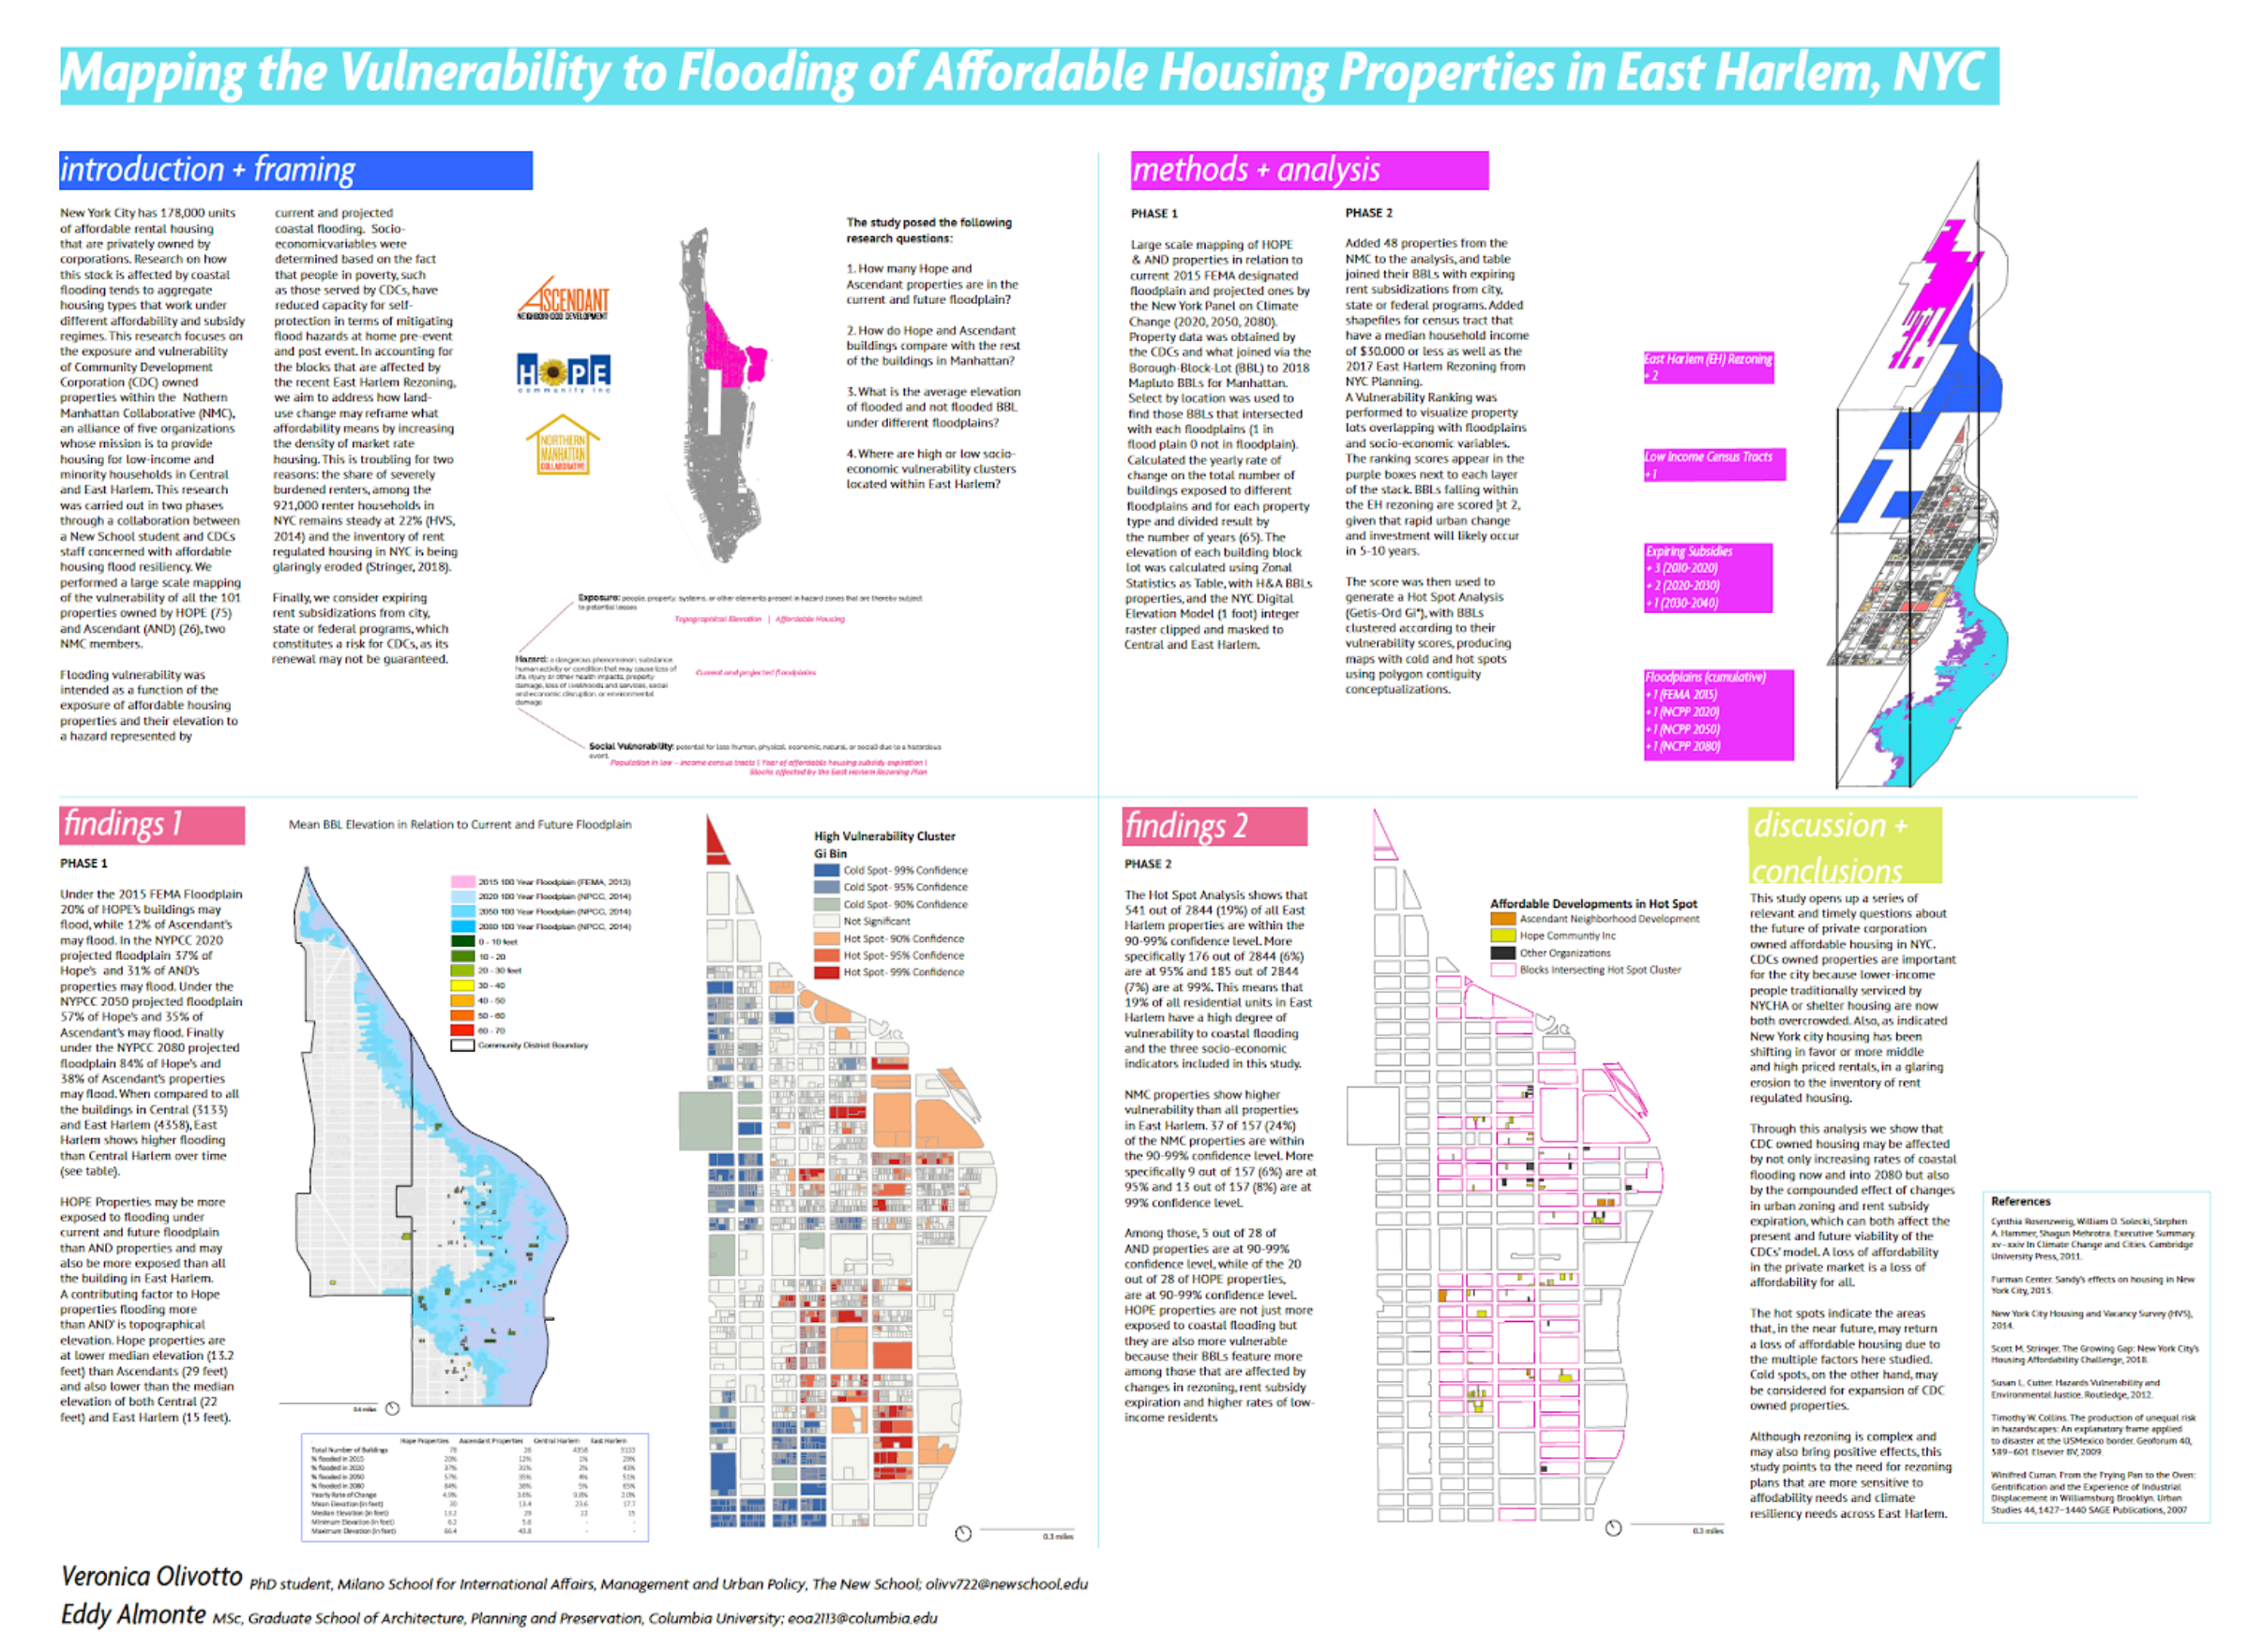 Mapping the Vulnerability to Flooding of Affordable Housing Properties in East Harlem, NYC
introduction + framing
New York City has 178,000 units
of affordable rental housing
that are privately owned by
corporations. Research on how
this stock is affected by coastal
flooding tends to aggregate
housing types that work under
different affordability and subsidy
regimes. This research focuses on
the exposure and vulnerability
of Community Development
Corporation (CDC) owned
properties within the Nothern
Manhattan Collaborative (NMC),
an alliance of five organizations
whose mission is to provide
housing for low-income and
minority households in Central
and East Harlem. This research
was carried out in two phases
through a collaboration between
a New School student and CDCs
staff concerned with affordable
housing flood resiliency. We
performed a large scale mapping
of the vulnerability of all the 101
properties owned by HOPE (75)
and Ascendant (AND) (26), two
NMC members.
Flooding vulnerability was
intended as a function of the
exposure of affordable housing
properties and their elevation to
a hazard represented by
current and projected
coastal flooding. Socio-
economicvariables were
determined based on the fact
that people in poverty, such
as those served by CDCs, have
reduced capacity for self-
protection in terms of mitigating
flood hazards at home pre-event
and post event. In accounting for
the blocks that are affected by
the recent East Harlem Rezoning,
we aim to address how land-
use change may reframe what
affordability means by increasing
the density of market rate
housing. This is troubling for two
reasons: the share of severely
burdened renters, among the
921,000 renter households in
NYC remains steady at 22% (HVS,
2014) and the inventory of rent
regulated housing in NYC is being
glaringly eroded (Stringer, 2018).
Finally, we consider expiring
rent subsidizations from city,
state or federal programs, which
constitutes a risk for CDCs, as its
renewal may not be guaranteed.
ASCENDANT
NEIGHBORHOOD DEVELOPMENT
HOPE
community inc
NORTHERN
MANHATTAN
COLLABORATIVE
The study posed the following
research questions:
1. How many Hope and
Ascendant properties are in the
current and future floodplain?
2. How do Hope and Ascendant
buildings compare with the rest
of the buildings in Manhattan?
3. What is the average elevation
of flooded and not flooded BBL
under different floodplains?
4. Where are high or low socio-
economic vulnerability clusters
located within East Harlem?
Exposure: people, property, systems, or other elements present in hazard zones that are thereby subject
to potential losses
Topographical Elevation | Affordable Housing
Hazard: a dangerous phenomenon, substance,
human activity or condition that may cause loss of
life, injury or other health impacts, property
damage, loss of livelihoods and services, social
and economic disruption, or environmental
damage
Current and projected floodplains
Social Vulnerability: potential for loss (human, physical, economic, natural, or social) due to a hazardous
event.
Population in low - income census tracts | Year of affordable housing subsidy expiration |
Blocks affected by the East Harlem Rezoning Plan
methods + analysis
PHASE 1
Large scale mapping of HOPE
& AND properties in relation to
current 2015 FEMA designated
floodplain and projected ones by
the New York Panel on Climate
Change (2020, 2050, 2080).
Property data was obtained by
the CDCs and what joined via the
Borough-Block-Lot (BBL) to 2018
Mapluto BBLs for Manhattan.
Select by location was used to
find those BBLs that intersected
with each floodplains (1 in
flood plain 0 not in floodplain).
Calculated the yearly rate of
change on the total number of
buildings exposed to different
floodplains and for each property
type and divided result by
the number of years (65). The
elevation of each building block
lot was calculated using Zonal
Statistics as Table, with H&A BBLs
properties, and the NYC Digital
Elevation Model (1 foot) integer
raster clipped and masked to
Central and East Harlem.
PHASE 2
Added 48 properties from the
NMC to the analysis, and table
joined their BBLs with expiring
rent subsidizations from city,
state or federal programs. Added
shapefiles for census tract that
have a median household income
of $30.000 or less as well as the
2017 East Harlem Rezoning from
NYC Planning.
A Vulnerability Ranking was
performed to visualize property
lots overlapping with floodplains
and socio-economic variables.
The ranking scores appear in the
purple boxes next to each layer
of the stack. BBLs falling within
the EH rezoning are scored at 2,
given that rapid urban change
and investment will likely occur
in 5-10 years.
The score was then used to
generate a Hot Spot Analysis
(Getis-Ord Gi*), with BBLs
clustered according to their
vulnerability scores, producing
maps with cold and hot spots
using polygon contiguity
conceptualizations.
East Harlem (EH) Rezoning
+ 2
Low Income Census Tracts
+ 1
Expiring Subsidies
+ 3 (2010-2020)
+ 2 (2020-2030)
+ 1 (2030-2040)
Floodplains (cumulative)
+ 1 (FEMA 2015)
+ 1 (NCPP 2020)
+ 1 (NCPP 2050)
+ 1 (NCPP 2080)
findings 1
PHASE 1
Under the 2015 FEMA Floodplain
20% of HOPE's buildings may
flood, while 12% of Ascendant's
may flood. In the NYPCC 2020
projected floodplain 37% of
Hope's and 31% of AND's
properties may flood. Under the
NYPCC 2050 projected floodplain
57% of Hope's and 35% of
Ascendant's may flood. Finally
under the NYPCC 2080 projected
floodplain 84% of Hope's and
38% of Ascendant's properties
may flood. When compared to all
the buildings in Central (3133)
and East Harlem (4358), East
Harlem shows higher flooding
than Central Harlem over time
(see table).
HOPE Properties may be more
exposed to flooding under
current and future floodplain
than AND properties and may
also be more exposed than all
the building in East Harlem.
A contributing factor to Hope
properties flooding more
than AND' is topographical
elevation. Hope properties are
at lower median elevation (13.2
feet) than Ascendants (29 feet)
and also lower than the median
elevation of both Central (22
feet) and East Harlem (15 feet).
Mean BBL Elevation in Relation to Current and Future Floodplain
2015 100 Year Floodplain (FEMA, 2013)
2020 100 Year Floodplain (NPCC, 2014)
2050 100 Year Floodplain (NPCC, 2014)
2080 100 Year Floodplain (NPCC, 2014)
0 - 10 feet
10 - 20
20 - 30 feet
30 - 40
40 - 50
50 - 60
60 - 70
Community District Boundary
0.4 miles
Hope Properties Ascendant Properties Central Harlem East Harlem
Total Number of Buildings 78 26 4358 3133
% flooded in 2015 20% 12% 1% 29%
% flooded in 2020 37% 31% 2% 43%
% flooded in 2050 57% 35% 4% 51%
% flooded in 2080 84% 38% 5% 65%
Yearly Rate of Change 4.9% 3.6% 9.8% 2.0%
Mean Elevation (in feet) 30 13.4 23.6 17.7
Median Elevation (in feet) 13.2 29 22 15
Minimum Elevation (in feet) 6.2 5.8 - -
Maximum Elevation (in feet) 66.4 43.8 - -
High Vulnerability Cluster
Gi Bin
Cold Spot- 99% Confidence
Cold Spot- 95% Confidence
Cold Spot- 90% Confidence
Not Significant
Hot Spot- 90% Confidence
Hot Spot- 95% Confidence
Hot Spot- 99% Confidence
0.3 miles
findings 2
PHASE 2
The Hot Spot Analysis shows that
541 out of 2844 (19%) of all East
Harlem properties are within the
90-99% confidence level. More
specifically 176 out of 2844 (6%)
are at 95% and 185 out of 2844
(7%) are at 99%. This means that
19% of all residential units in East
Harlem have a high degree of
vulnerability to coastal flooding
and the three socio-economic
indicators included in this study.
NMC properties show higher
vulnerability than all properties
in East Harlem. 37 of 157 (24%)
of the NMC properties are within
the 90-99% confidence level. More
specifically 9 out of 157 (6%) are at
95% and 13 out of 157 (8%) are at
99% confidence level.
Among those, 5 out of 28 of
AND properties are at 90-99%
confidence level, while of the 20
out of 28 of HOPE properties,
are at 90-99% confidence level.
HOPE properties are not just more
exposed to coastal flooding but
they are also more vulnerable
because their BBLs feature more
among those that are affected by
changes in rezoning, rent subsidy
expiration and higher rates of low-
income residents
Affordable Developments in Hot Spot
Ascendant Neighborhood Development
Hope Communtiy Inc
Other Organizations
Blocks Intersecting Hot Spot Cluster
0.3 miles
discussion +
conclusions
This study opens up a series of
relevant and timely questions about
the future of private corporation
owned affordable housing in NYC.
CDCs owned properties are important
for the city because lower-income
people traditionally serviced by
NYCHA or shelter housing are now
both overcrowded. Also, as indicated
New York city housing has been
shifting in favor or more middle
and high priced rentals, in a glaring
erosion to the inventory of rent
regulated housing.
Through this analysis we show that
CDC owned housing may be affected
by not only increasing rates of coastal
flooding now and into 2080 but also
by the compounded effect of changes
in urban zoning and rent subsidy
expiration, which can both affect the
present and future viability of the
CDCs' model. A loss of affordability
in the private market is a loss of
affordability for all.
The hot spots indicate the areas
that, in the near future, may return
a loss of affordable housing due to
the multiple factors here studied.
Cold spots, on the other hand, may
be considered for expansion of CDC
owned properties.
Although rezoning is complex and
may also bring positive effects, this
study points to the need for rezoning
plans that are more sensitive to
affodability needs and climate
resiliency needs across East Harlem.
References
Cynthia Rosenzweig, William D. Solecki, Stephen
A. Hammer, Shagun Mehrotra. Executive Summary.
xv-xxiv In Climate Change and Cities. Cambridge
University Press, 2011.
Furman Center. Sandy's effects on housing in New
York City, 2013.
New York City Housing and Vacancy Survey (HVS),
2014.
Scott M. Stringer. The Growing Gap: New York City's
Housing Affordability Challenge, 2018.
Susan L. Cutter. Hazards Vulnerability and
Environmental Justice. Routledge, 2012.
Timothy W. Collins. The production of unequal risk
in hazardscapes: An explanatory frame applied
to disaster at the USMexico border. Geoforum 40,
589-601 Elsevier BV, 2009.
Winifred Curran. From the Frying Pan to the Oven:
Gentrification and the Experience of Industrial
Displacement in Williamsburg Brooklyn. Urban
Studies 44, 1427-1440 SAGE Publications, 2007
Veronica Olivotto PhD student, Milano School for International Affairs, Management and Urban Policy, The New School; olivv722@newschool.edu
Eddy Almonte MSc, Graduate School of Architecture, Planning and Preservation, Columbia University; eoa2113@columbia.edu